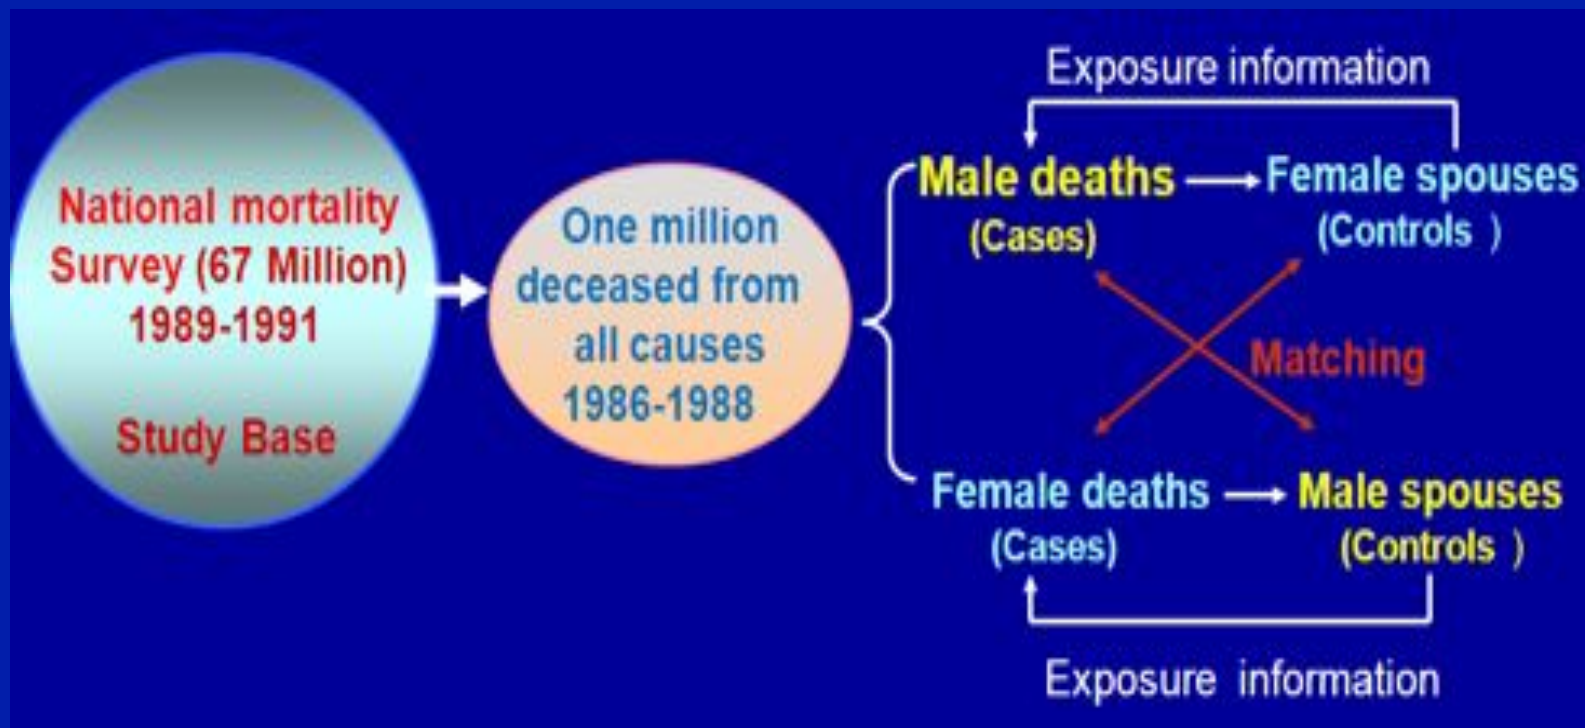 National mortality
Survey (67 Million)
1989-1991
Study Base
One million
deceased from
all causes
1986-1988
Exposure information
Male deaths
(Cases)
Female spouses
(Controls )
Matching
Female deaths
(Cases)
Male spouses
(Controls )
Exposure information